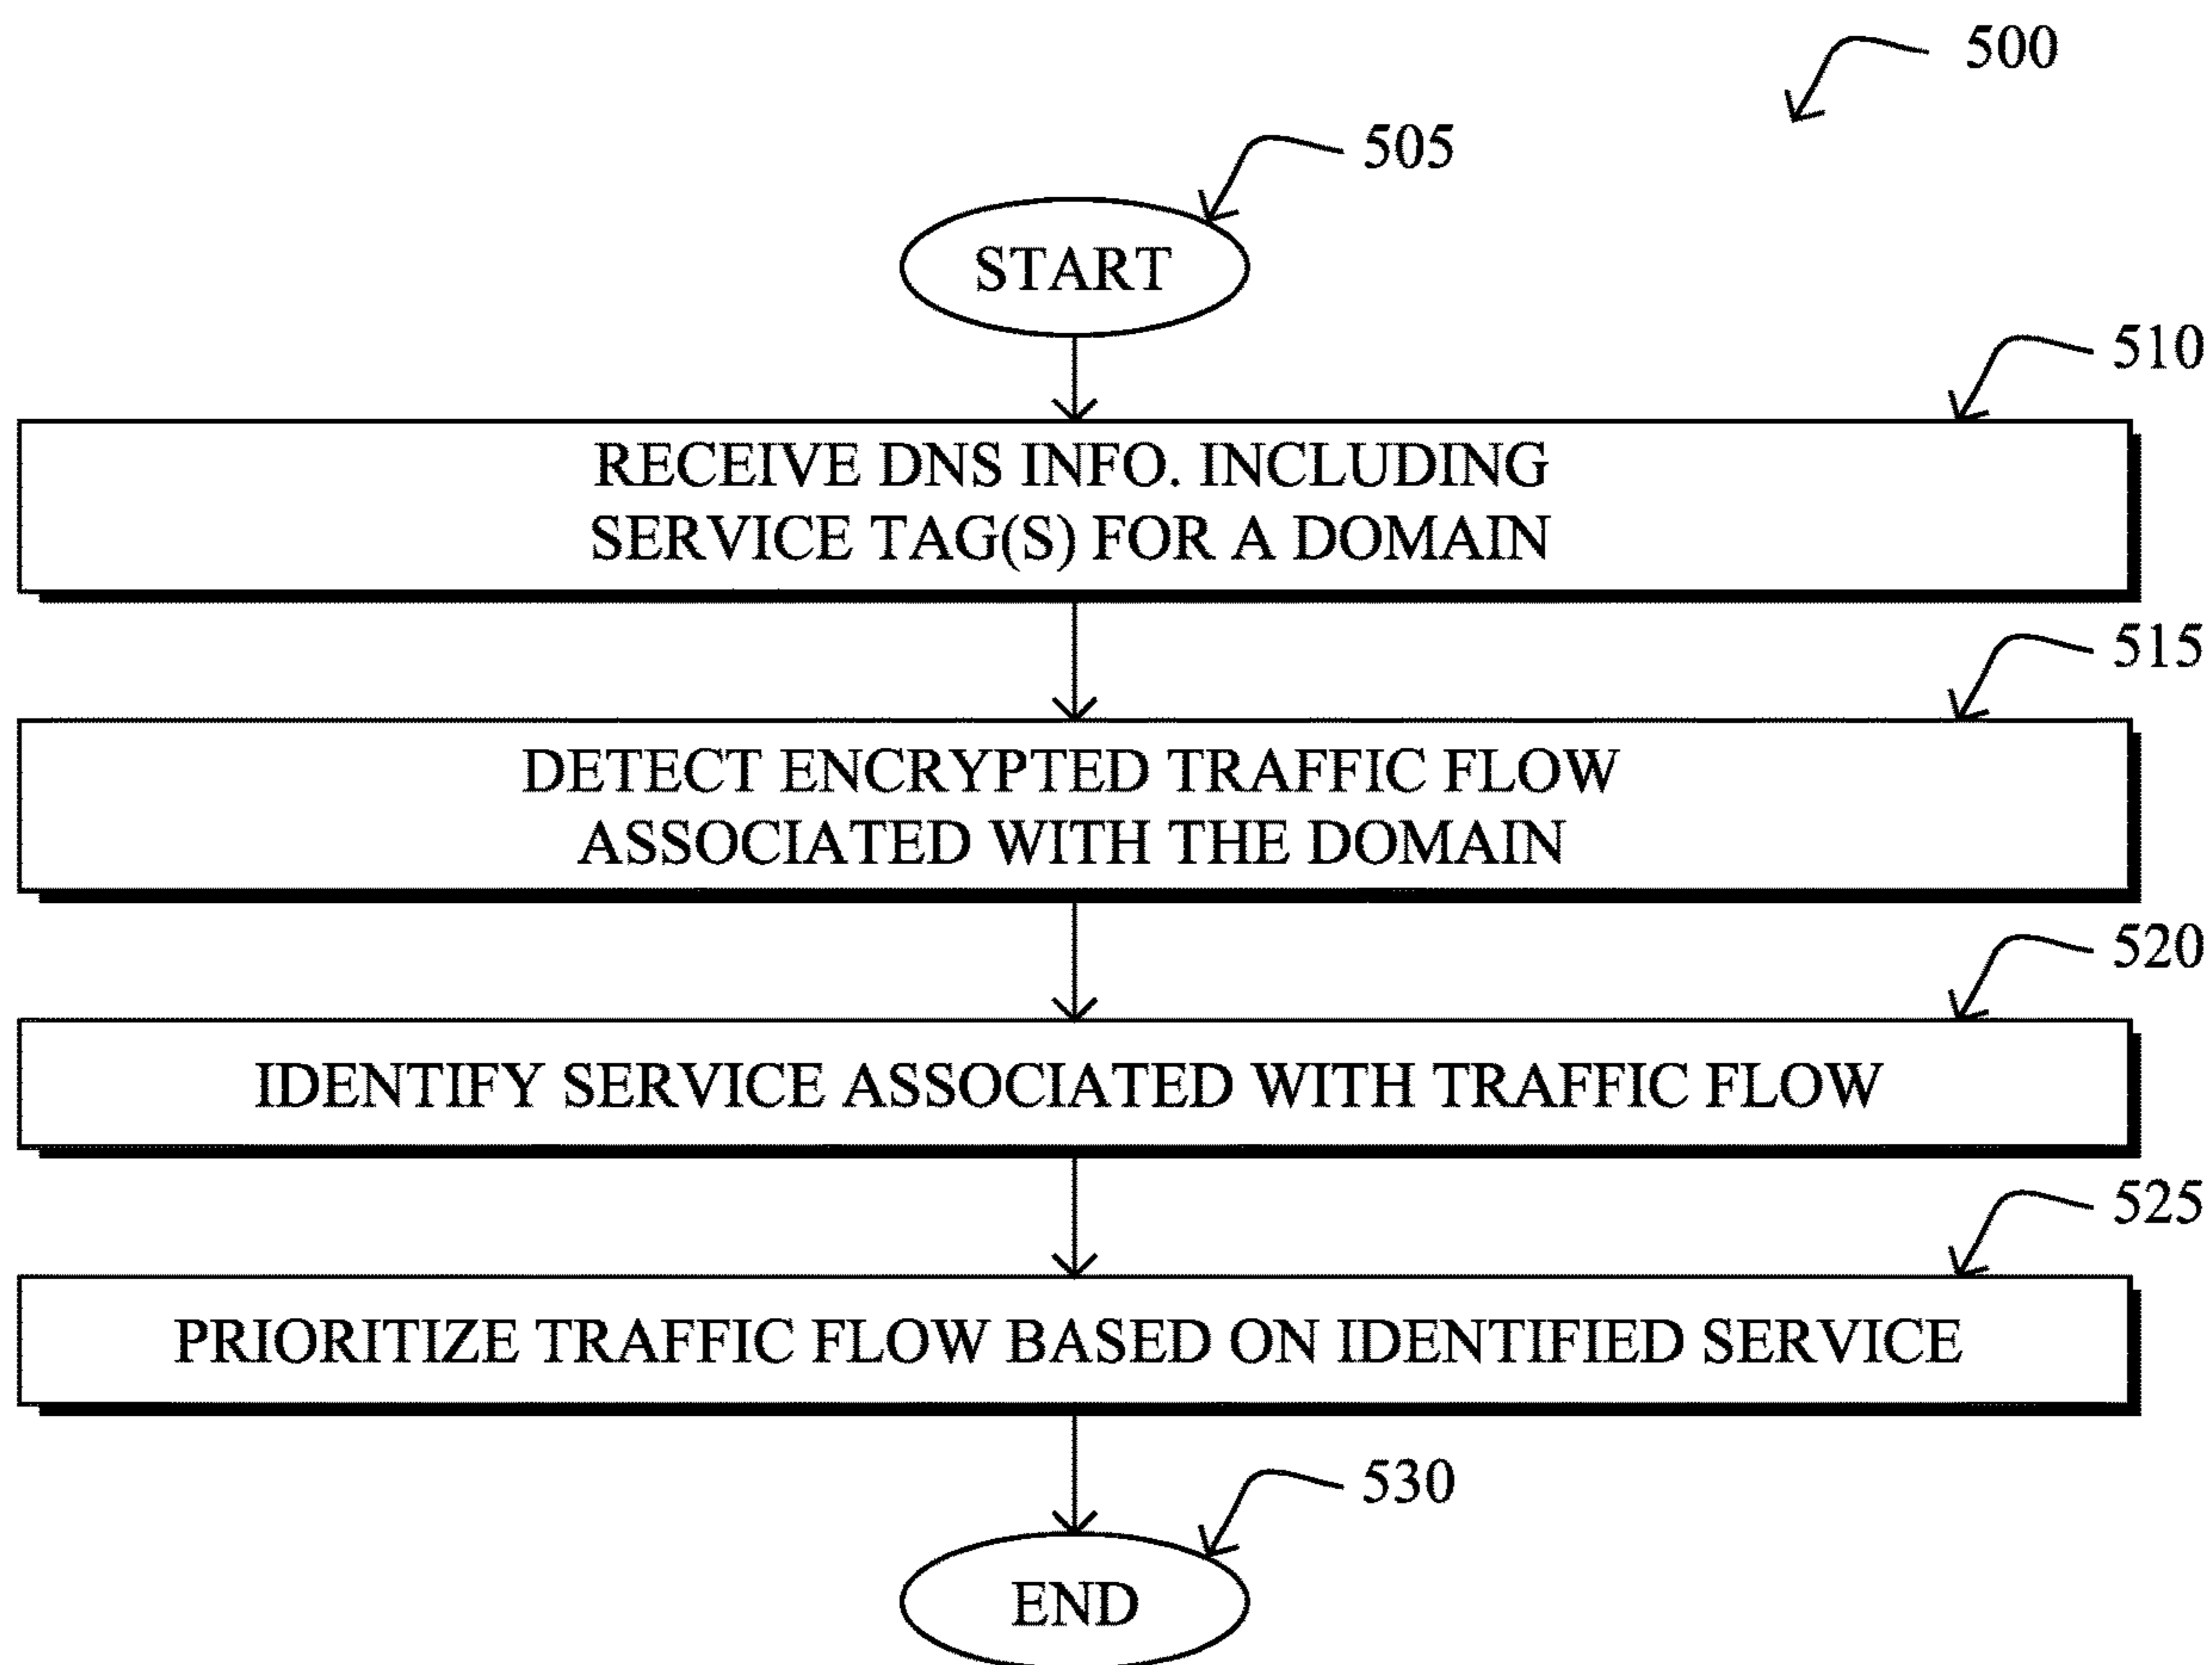 500
505
START
510
RECEIVE DNS INFO. INCLUDING
SERVICE TAG(S) FOR A DOMAIN
515
DETECT ENCRYPTED TRAFFIC FLOW
ASSOCIATED WITH THE DOMAIN
520
IDENTIFY SERVICE ASSOCIATED WITH TRAFFIC FLOW
525
PRIORITIZE TRAFFIC FLOW BASED ON IDENTIFIED SERVICE
530
END